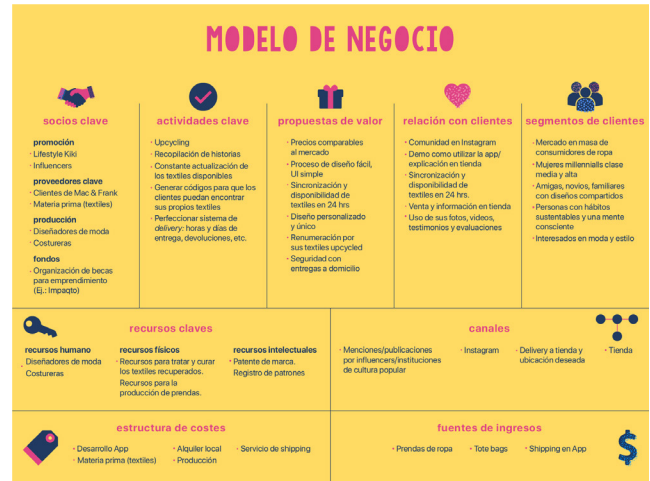 MODELO DE NEGOCIO
socios clave
promoción
· Lifestyle Kiki
· Influencers
proveedores clave
· Clientes de Mac & Frank
· Materia prima (textiles)
producción
· Diseñadores de moda
· Costureras
fondos
· Organización de becas
para emprendimiento
(Ej.: Impaqto)
actividades clave
· Upcycling
· Recopilación de historias
· Constante actualización de
los textiles disponibles
· Generar códigos para que los
clientes puedan encontrar
sus propios textiles
· Perfeccionar sistema de
delivery: horas y días de
entrega, devoluciones, etc.
propuestas de valor
· Precios comparables
al mercado
· Proceso de diseño fácil,
UI simple
· Sincronización y
disponibilidad de
textiles en 24 hrs
· Diseño personalizado
y único
· Renumeración por
sus textiles upcycled
· Seguridad con
entregas a domicilio
relación con clientes
· Comunidad en Instagram
· Demo como utilizar la app/
explicación en tienda
· Sincronización y
disponibilidad de
textiles en 24 hrs.
· Venta y información en tienda
· Uso de sus fotos, videos,
testimonios y evaluaciones
segmentos de clientes
· Mercado en masa de
consumidores de ropa
· Mujeres millennialls clase
media y alta
· Amigas, novios, familiares
con diseños compartidos
· Personas con hábitos
sustentables y una mente
consciente
· Interesados en moda y estilo
recursos claves
recursos humano
· Diseñadores de moda
Costureras
recursos físicos
· Recursos para tratar y curar
los textiles recuperados.
Recursos para la
producción de prendas.
recursos intelectuales
· Patente de marca.
Registro de patrones
canales
· Menciones/publicaciones
por influencers/instituciones
de cultura popular
· Instagram
· Delivery a tienda y
ubicación deseada
· Tienda
estructura de costes
· Desarrollo App
· Materia prima (textiles)
· Alquiler local
· Producción
· Servicio de shipping
fuentes de ingresos
· Prendas de ropa
· Tote bags
· Shipping en App
$